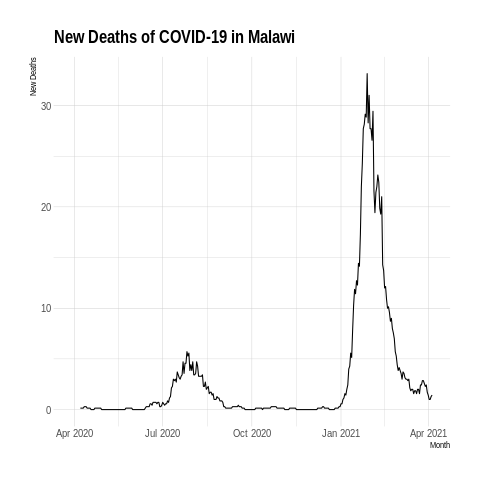 New Deaths of COVID-19 in Malawi
New Deaths
30
20
10
0
Apr 2020 Jul 2020 Oct 2020 Jan 2021 Apr 2021
Month